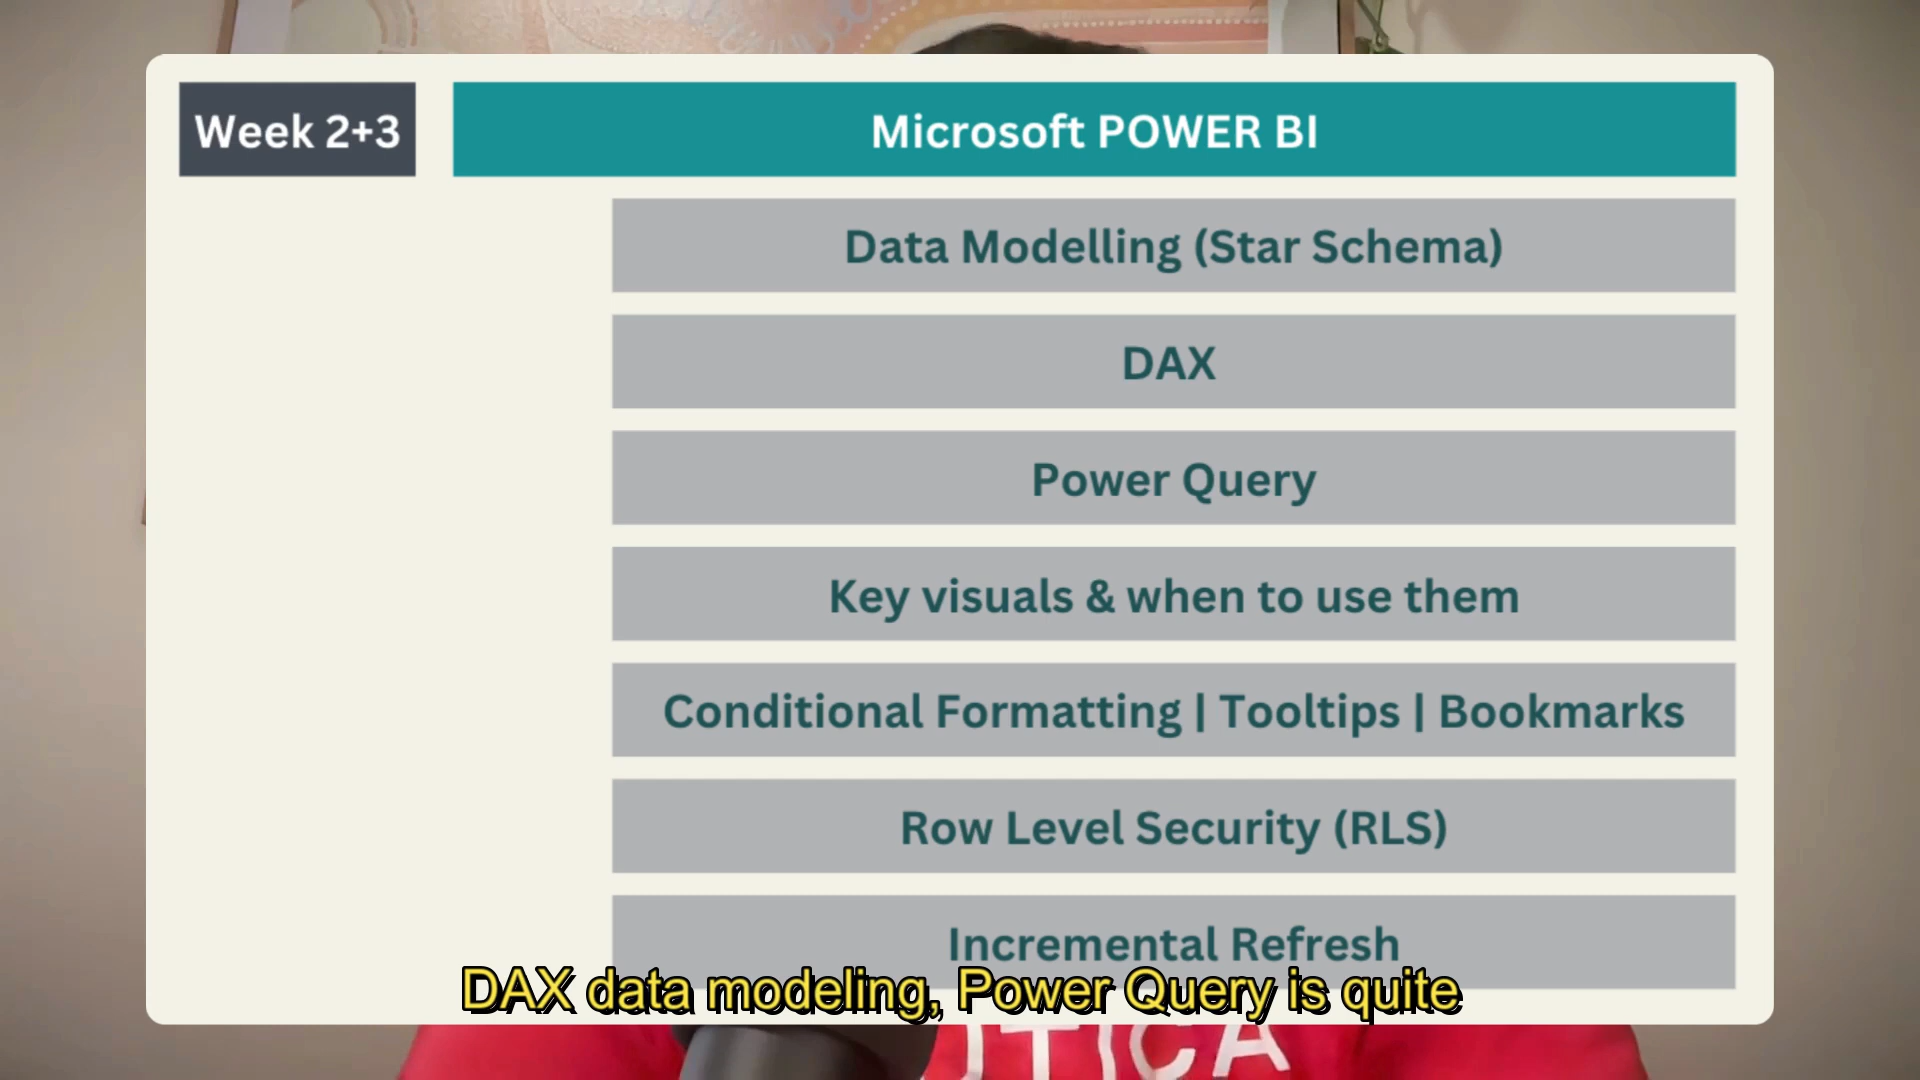 Week 2+3
Microsoft POWER BI
Data Modelling (Star Schema)
DAX
Power Query
Key visuals & when to use them
Conditional Formatting | Tooltips | Bookmarks
Row Level Security (RLS)
Incremental Refresh
DAX data modeling, Power Query is quite
TICA